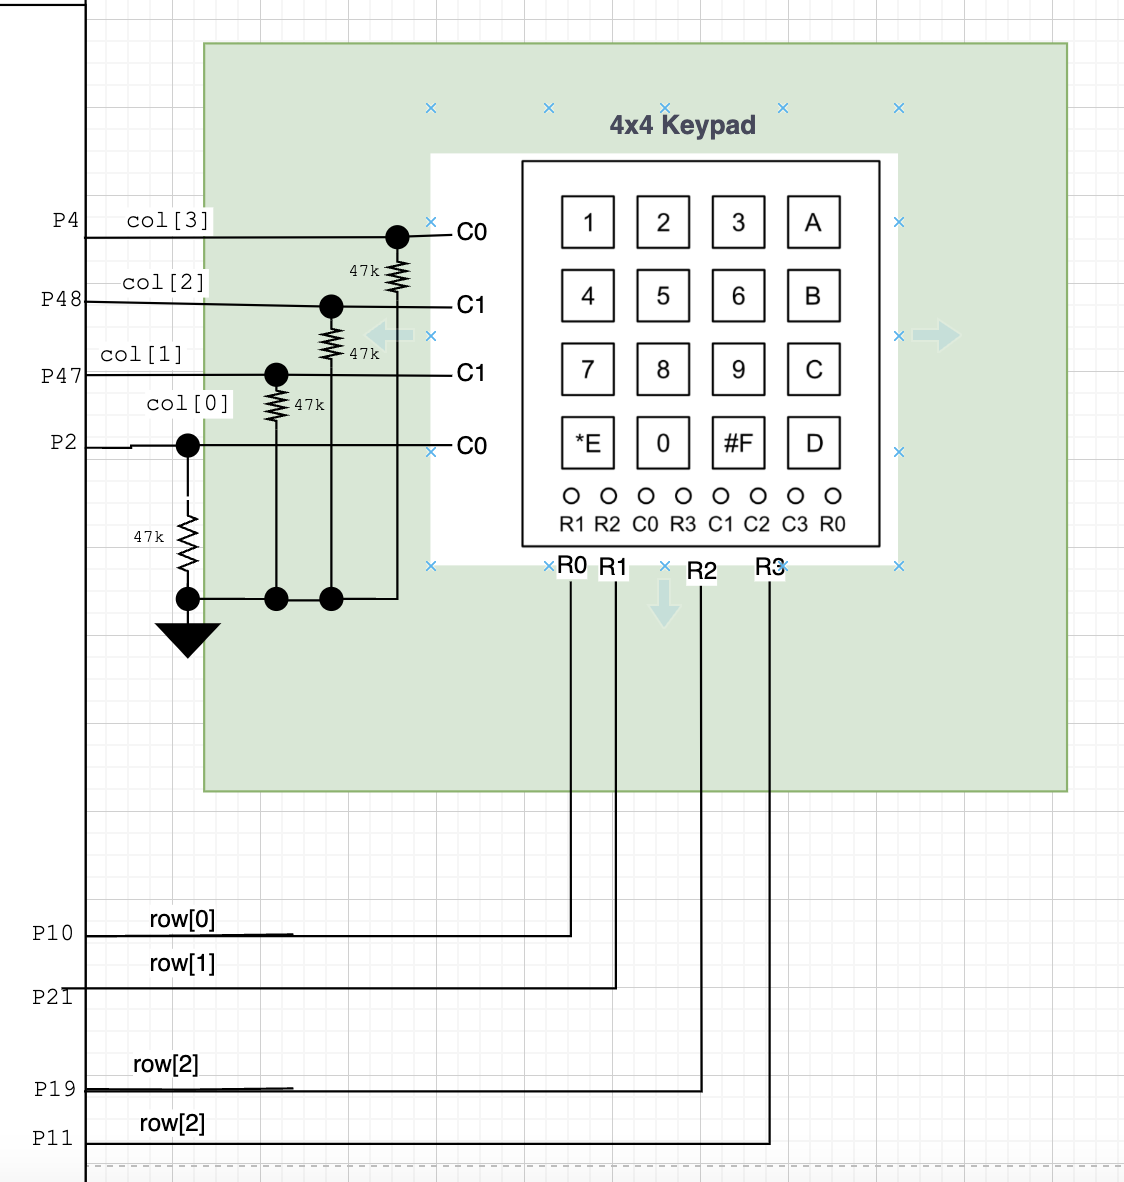 4x4 Keypad
P4 col[3] C0
47k
P48 col[2] C1
47k
P47 col[1] C1
47k
P2 col[0] C0
47k
1 2 3 A
4 5 6 B
7 8 9 C
*E 0 #F D
R1 R2 C0 R3 C1 C2 C3 R0
R0 R1 R2 R3
P10 row[0]
P21 row[1]
P19 row[2]
P11 row[2]